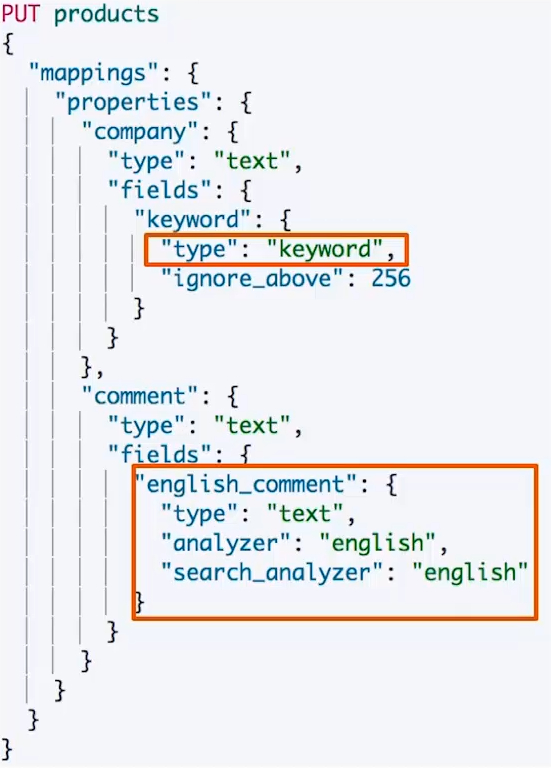 PUT products
{
  "mappings": {
    "properties": {
      "company": {
        "type": "text",
        "fields": {
          "keyword": {
            "type": "keyword",
            "ignore_above": 256
          }
        }
      },
      "comment": {
        "type": "text",
        "fields": {
          "english_comment": {
            "type": "text",
            "analyzer": "english",
            "search_analyzer": "english"
          }
        }
      }
    }
  }
}